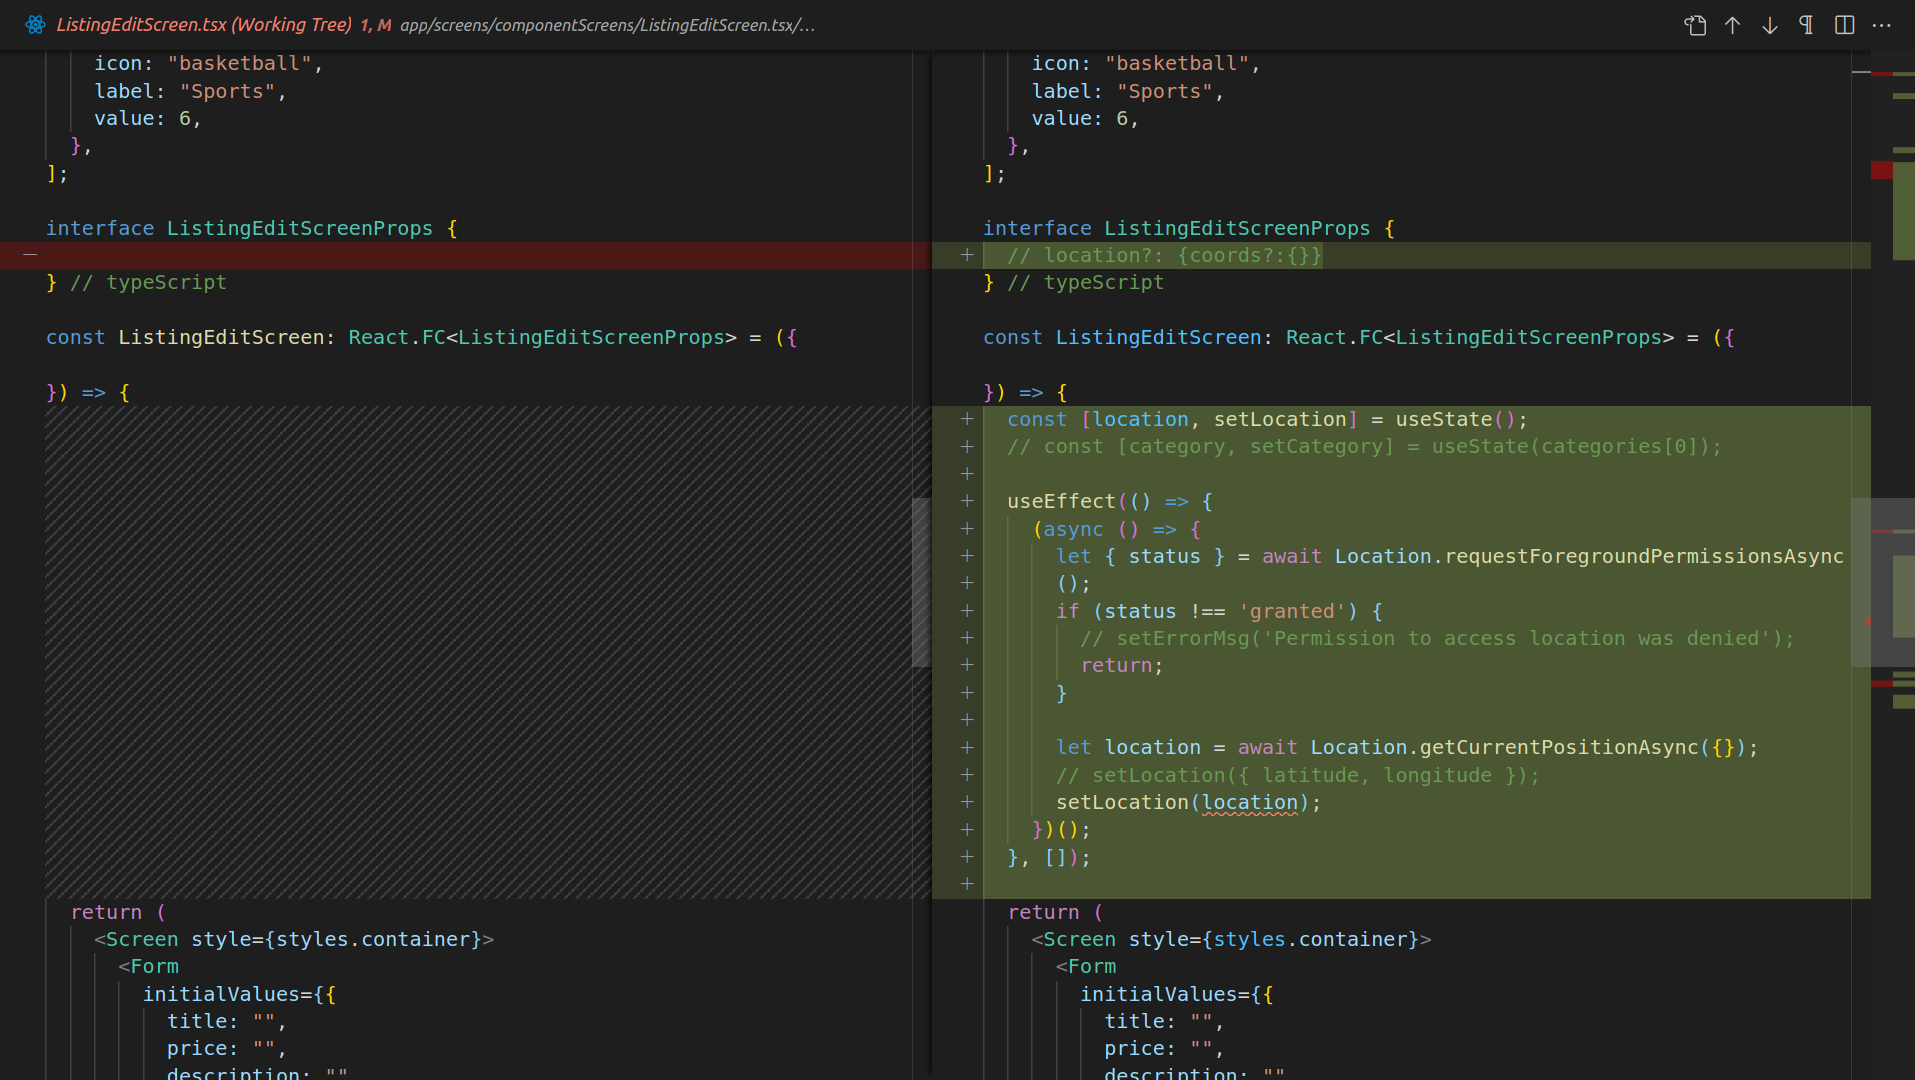 ListingEditScreen.tsx (Working Tree) 1, M app/screens/componentScreens/ListingEditScreen.tsx/...
icon: "basketball",
label: "Sports",
value: 6,
},
];
interface ListingEditScreenProps {
} // typeScript
const ListingEditScreen: React.FC<ListingEditScreenProps> = ({
}) => {
return (
<Screen style={styles.container}>
<Form
initialValues={{
title: "",
price: "",
description: ""
icon: "basketball",
label: "Sports",
value: 6,
},
];
interface ListingEditScreenProps {
// location?: {coords?:{}}
} // typeScript
const ListingEditScreen: React.FC<ListingEditScreenProps> = ({
}) => {
const [location, setLocation] = useState();
// const [category, setCategory] = useState(categories[0]);
useEffect(() => {
(async () => {
let { status } = await Location.requestForegroundPermissionsAsync
();
if (status !== 'granted') {
// setErrorMsg('Permission to access location was denied');
return;
}
let location = await Location.getCurrentPositionAsync({});
// setLocation({ latitude, longitude });
setLocation(location);
})();
}, []);
return (
<Screen style={styles.container}>
<Form
initialValues={{
title: "",
price: "",
description: ""